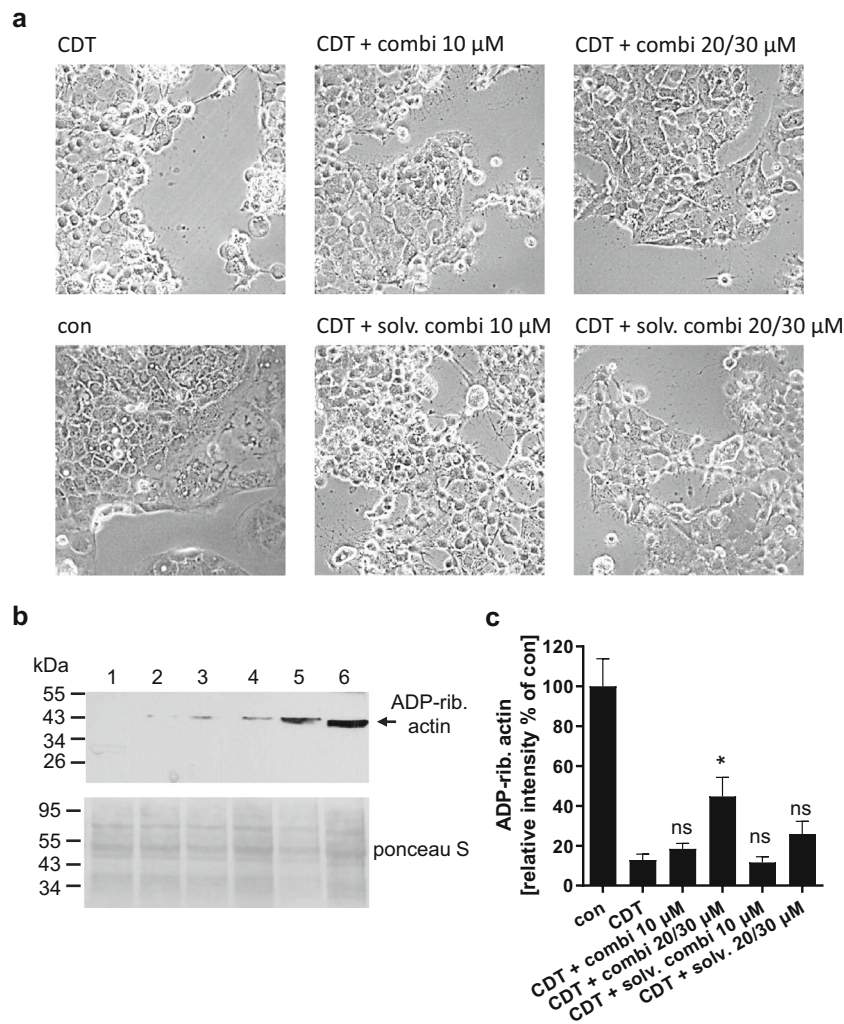 a
CDT
CDT + combi 10 µM
CDT + combi 20/30 µM
con
CDT + solv. combi 10 µM
CDT + solv. combi 20/30 µM
b
kDa
1 2 3 4 5 6
55
43
34
26
ADP-rib.
actin
95
55
43
34
ponceau S
c
ADP-rib. actin
[relative intensity % of con]
120
100
80
60
40
20
0
ns
*
ns
ns
con
CDT
CDT + combi 10 µM
CDT + combi 20/30 µM
CDT + solv. combi 10 µM
CDT + solv. 20/30 µM